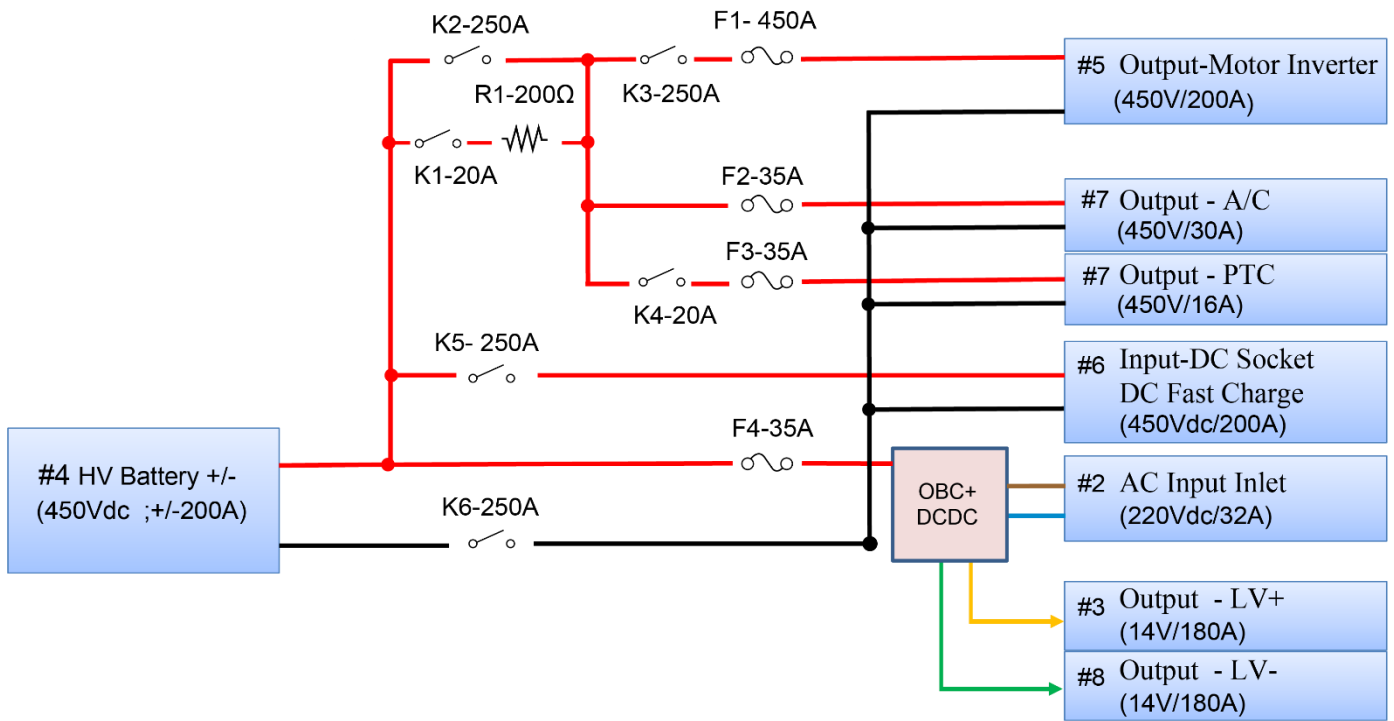 K2-250A
F1- 450A
R1-200Ω
K3-250A
K1-20A
#5 Output-Motor Inverter
(450V/200A)
F2-35A
#7 Output - A/C
(450V/30A)
F3-35A
K4-20A
#7 Output - PTC
(450V/16A)
K5- 250A
#6 Input-DC Socket
DC Fast Charge
(450Vdc/200A)
F4-35A
#4 HV Battery +/-
(450Vdc ;+/-200A)
K6-250A
OBC+
DCDC
#2 AC Input Inlet
(220Vdc/32A)
#3 Output - LV+
(14V/180A)
#8 Output - LV-
(14V/180A)